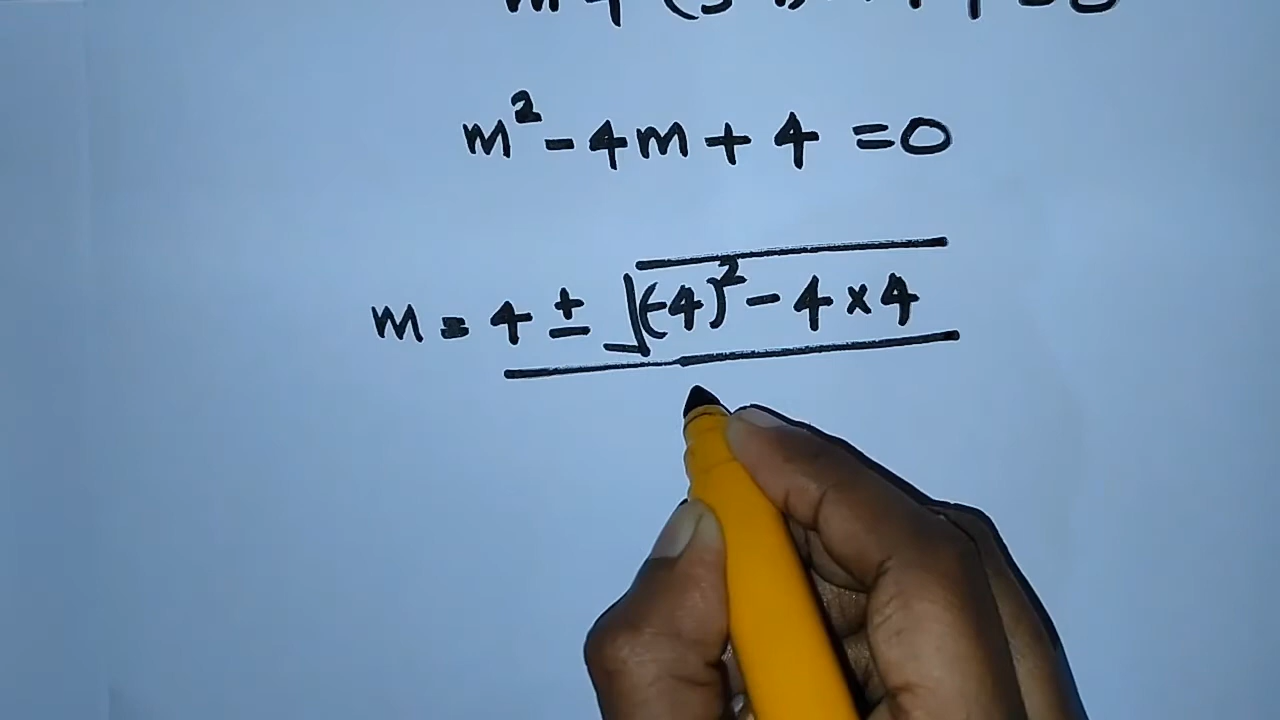 m² - 4m + 4 = 0
m = 4 ± √(-4)² - 4 × 4